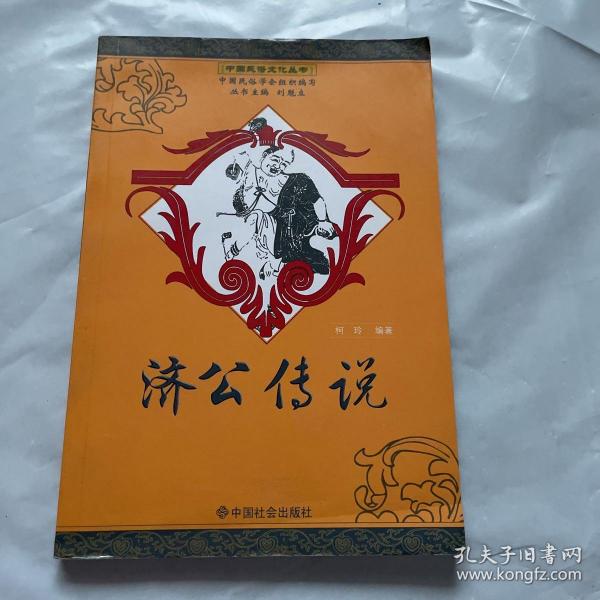 中国民俗文化丛书
中国民俗学会组织编写
丛书主编 刘魁立
柯玲 编著
济公传说
中国社会出版社
孔夫子旧书网
www.kongfz.com